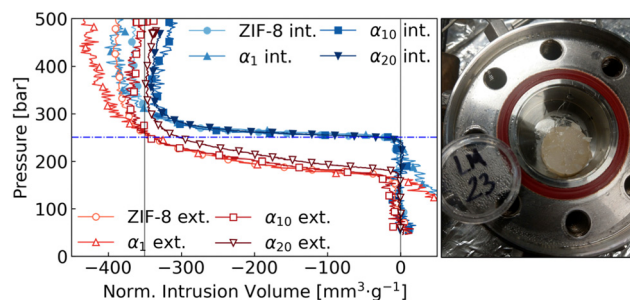 500
400
300
200
100
0
Pressure [bar]
−400
−300
−200
−100
0
Norm. Intrusion Volume [mm³·g⁻¹]
ZIF-8 int.
α₁ int.
α₁₀ int.
α₂₀ int.
ZIF-8 ext.
α₁ ext.
α₁₀ ext.
α₂₀ ext.
LM
23